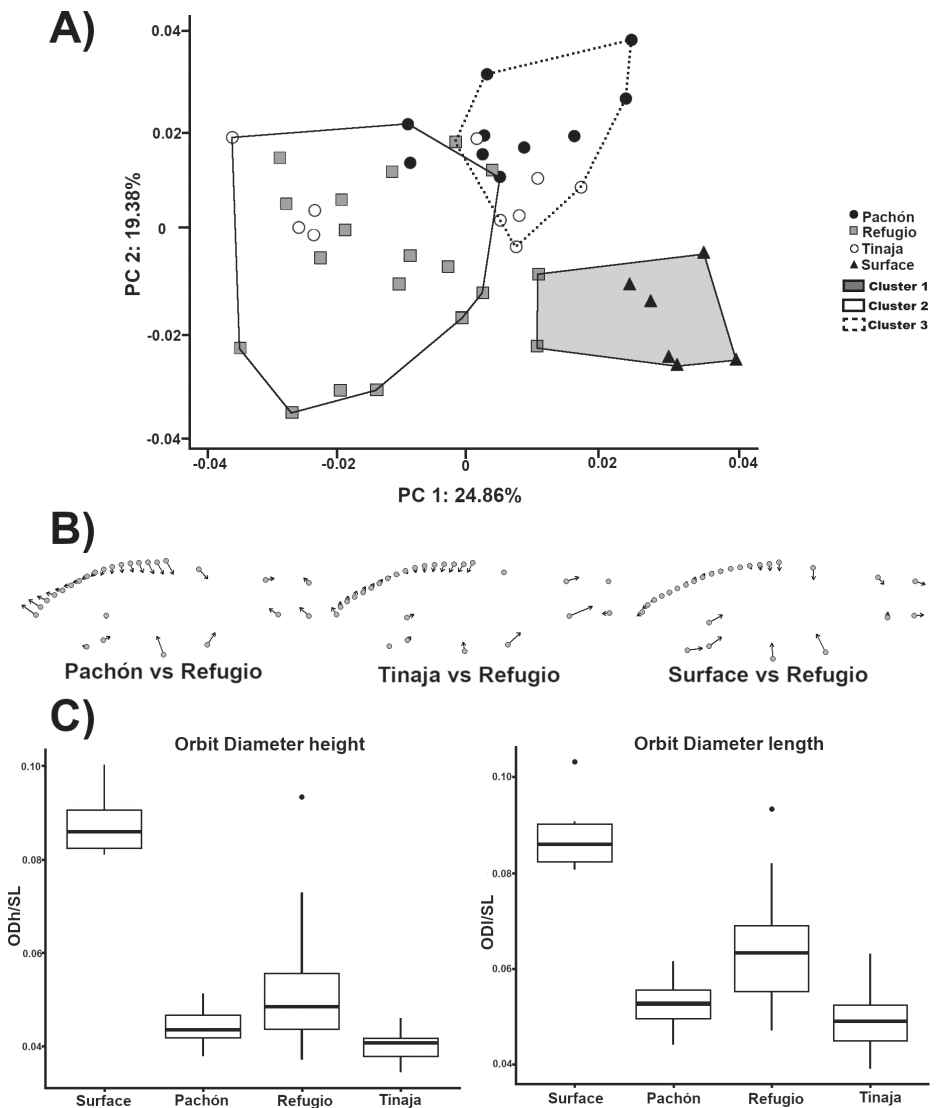 A)
0.04
0.02
0
-0.02
-0.04
PC 2: 19.38%
-0.04
-0.02
0
0.02
0.04
PC 1: 24.86%
Pachón
Refugio
Tinaja
Surface
Cluster 1
Cluster 2
Cluster 3
B)
Pachón vs Refugio
Tinaja vs Refugio
Surface vs Refugio
C)
Orbit Diameter height
0.10
0.08
0.06
0.04
ODh/SL
Surface
Pachón
Refugio
Tinaja
Orbit Diameter length
0.10
0.08
0.06
0.04
ODl/SL
Surface
Pachón
Refugio
Tinaja